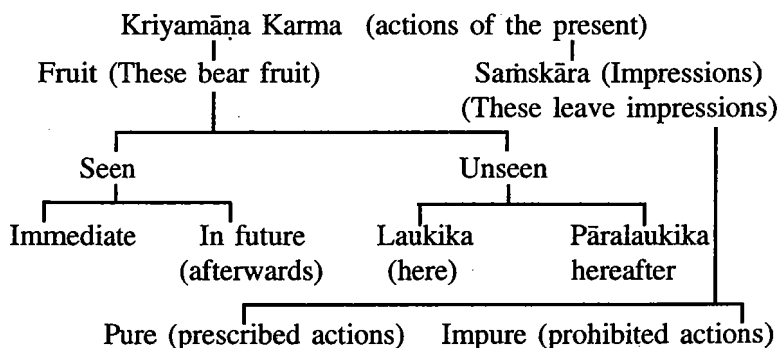 Kriyamāṇa Karma (actions of the present)
Fruit (These bear fruit) Saṁskāra (Impressions)
(These leave impressions)
Seen Unseen
Immediate In future Laukika Pāralaukika
(afterwards) (here) hereafter
Pure (prescribed actions) Impure (prohibited actions)